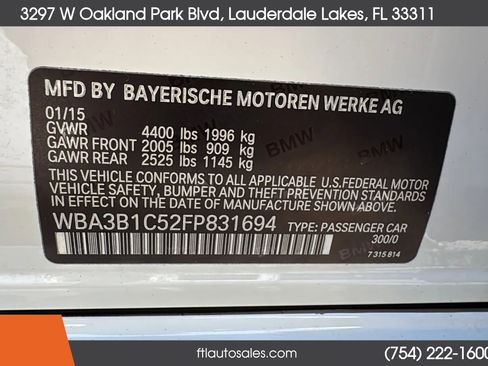 3297 W Oakland Park Blvd, Lauderdale Lakes, FL 33311
MFD BY BAYERISCHE MOTOREN WERKE AG
01/15
GVWR 4400 lbs 1996 kg
GAWR FRONT 2005 lbs 909 kg
GAWR REAR 2525 lbs 1145 kg
THIS VEHICLE CONFORMS TO ALL APPLICABLE U.S.FEDERAL MOTOR
VEHICLE SAFETY, BUMPER AND THEFT PREVENTION STANDARDS
IN EFFECT ON THE DATE OF MANUFACTURE SHOWN ABOVE.
WBA3B1C52FP831694 TYPE: PASSENGER CAR
300/0
7 315 814
BMW
BMW
BMW
ftlautosales.com
(754) 222-1600